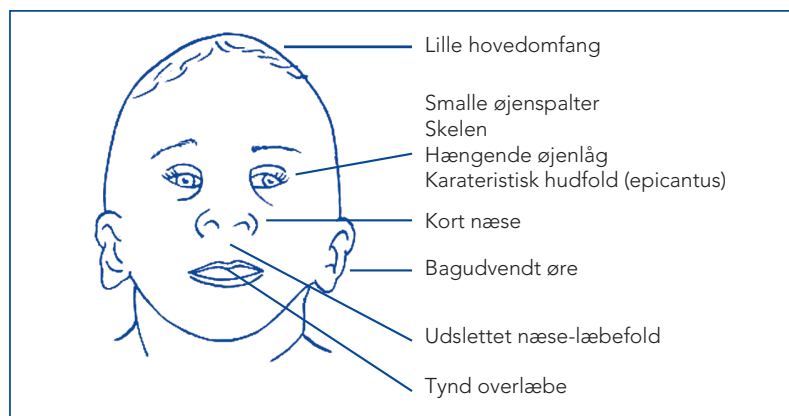 Lille hovedomfang
Smalle øjenspalter
Skelen
Hængende øjenlåg
Karateristisk hudfold (epicantus)
Kort næse
Bagudvendt øre
Udslettet næse-læbefold
Tynd overlæbe